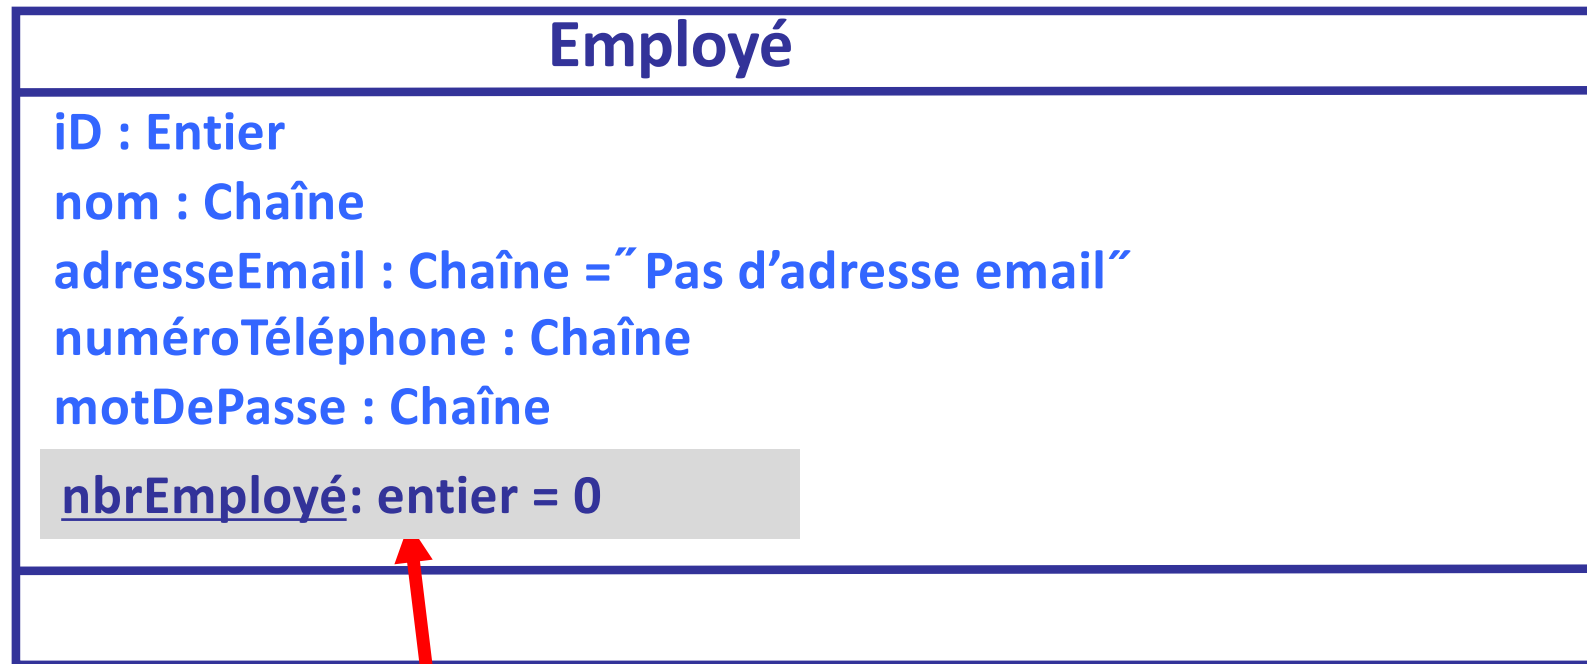 Employé
iD : Entier
nom : Chaîne
adresseEmail : Chaîne =˝ Pas d’adresse email˝
numéroTéléphone : Chaîne
motDePasse : Chaîne
nbrEmployé: entier = 0